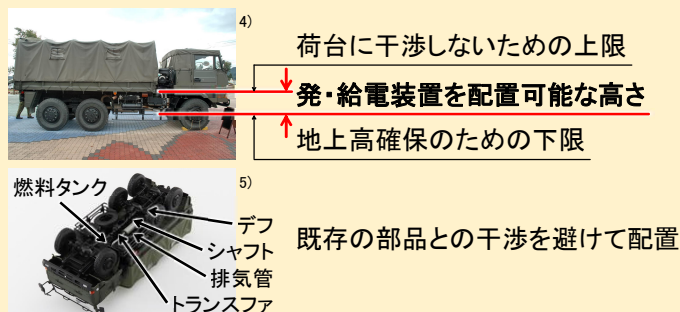 4)
荷台に干渉しないための上限
発・給電装置を配置可能な高さ
地上高確保のための下限
5)
燃料タンク
デフ
シャフト
排気管
トランスファ
既存の部品との干渉を避けて配置